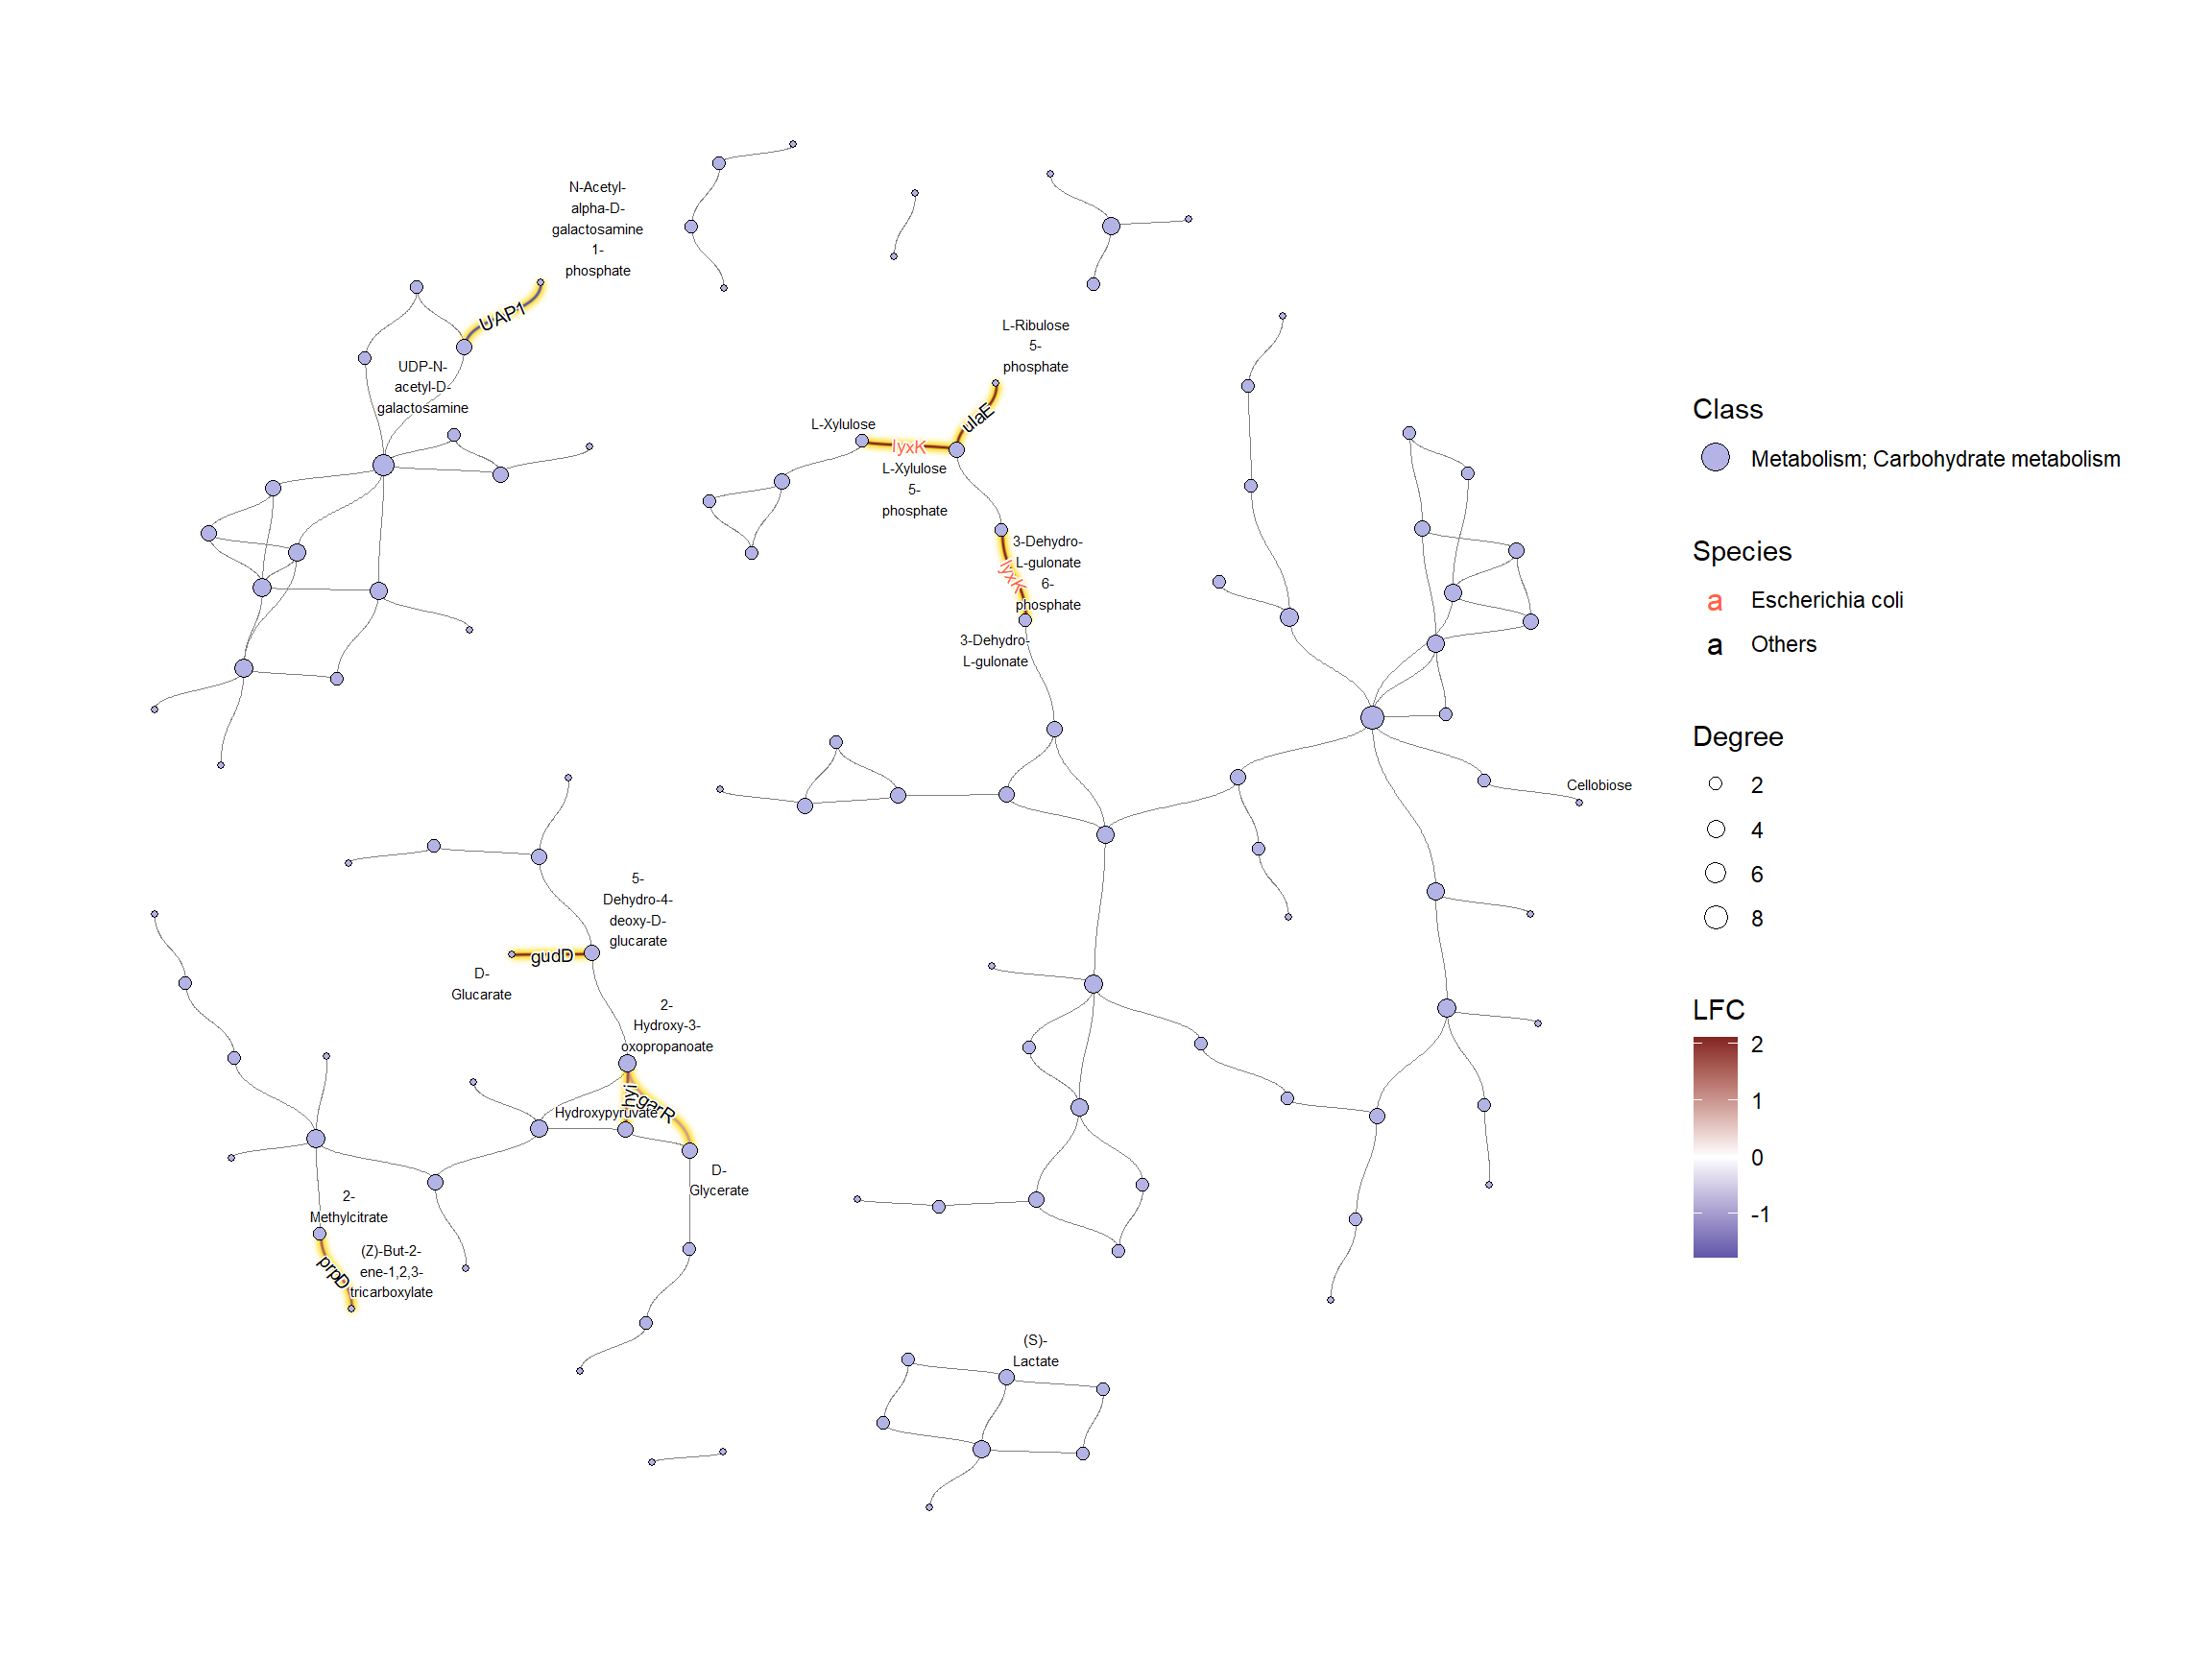 N-Acetyl-
alpha-D-
galactosamine
1-
phosphate
UAP1
UDP-N-
acetyl-D-
galactosamine
L-Ribulose
5-
phosphate
ulaE
L-Xylulose
lyxK
L-Xylulose
5-
phosphate
3-Dehydro-
L-gulonate
6-
phosphate
lyxK
3-Dehydro-
L-gulonate
Cellobiose
5-
Dehydro-4-
deoxy-D-
glucarate
gudD
D-
Glucarate
2-
Hydroxy-3-
oxopropanoate
hyi
garR
Hydroxypyruvate
D-
Glycerate
2-
Methylcitrate
prpD
(Z)-But-2-
ene-1,2,3-
tricarboxylate
(S)-
Lactate
Class
Metabolism; Carbohydrate metabolism
Species
a Escherichia coli
a Others
Degree
2
4
6
8
LFC
2
1
0
-1